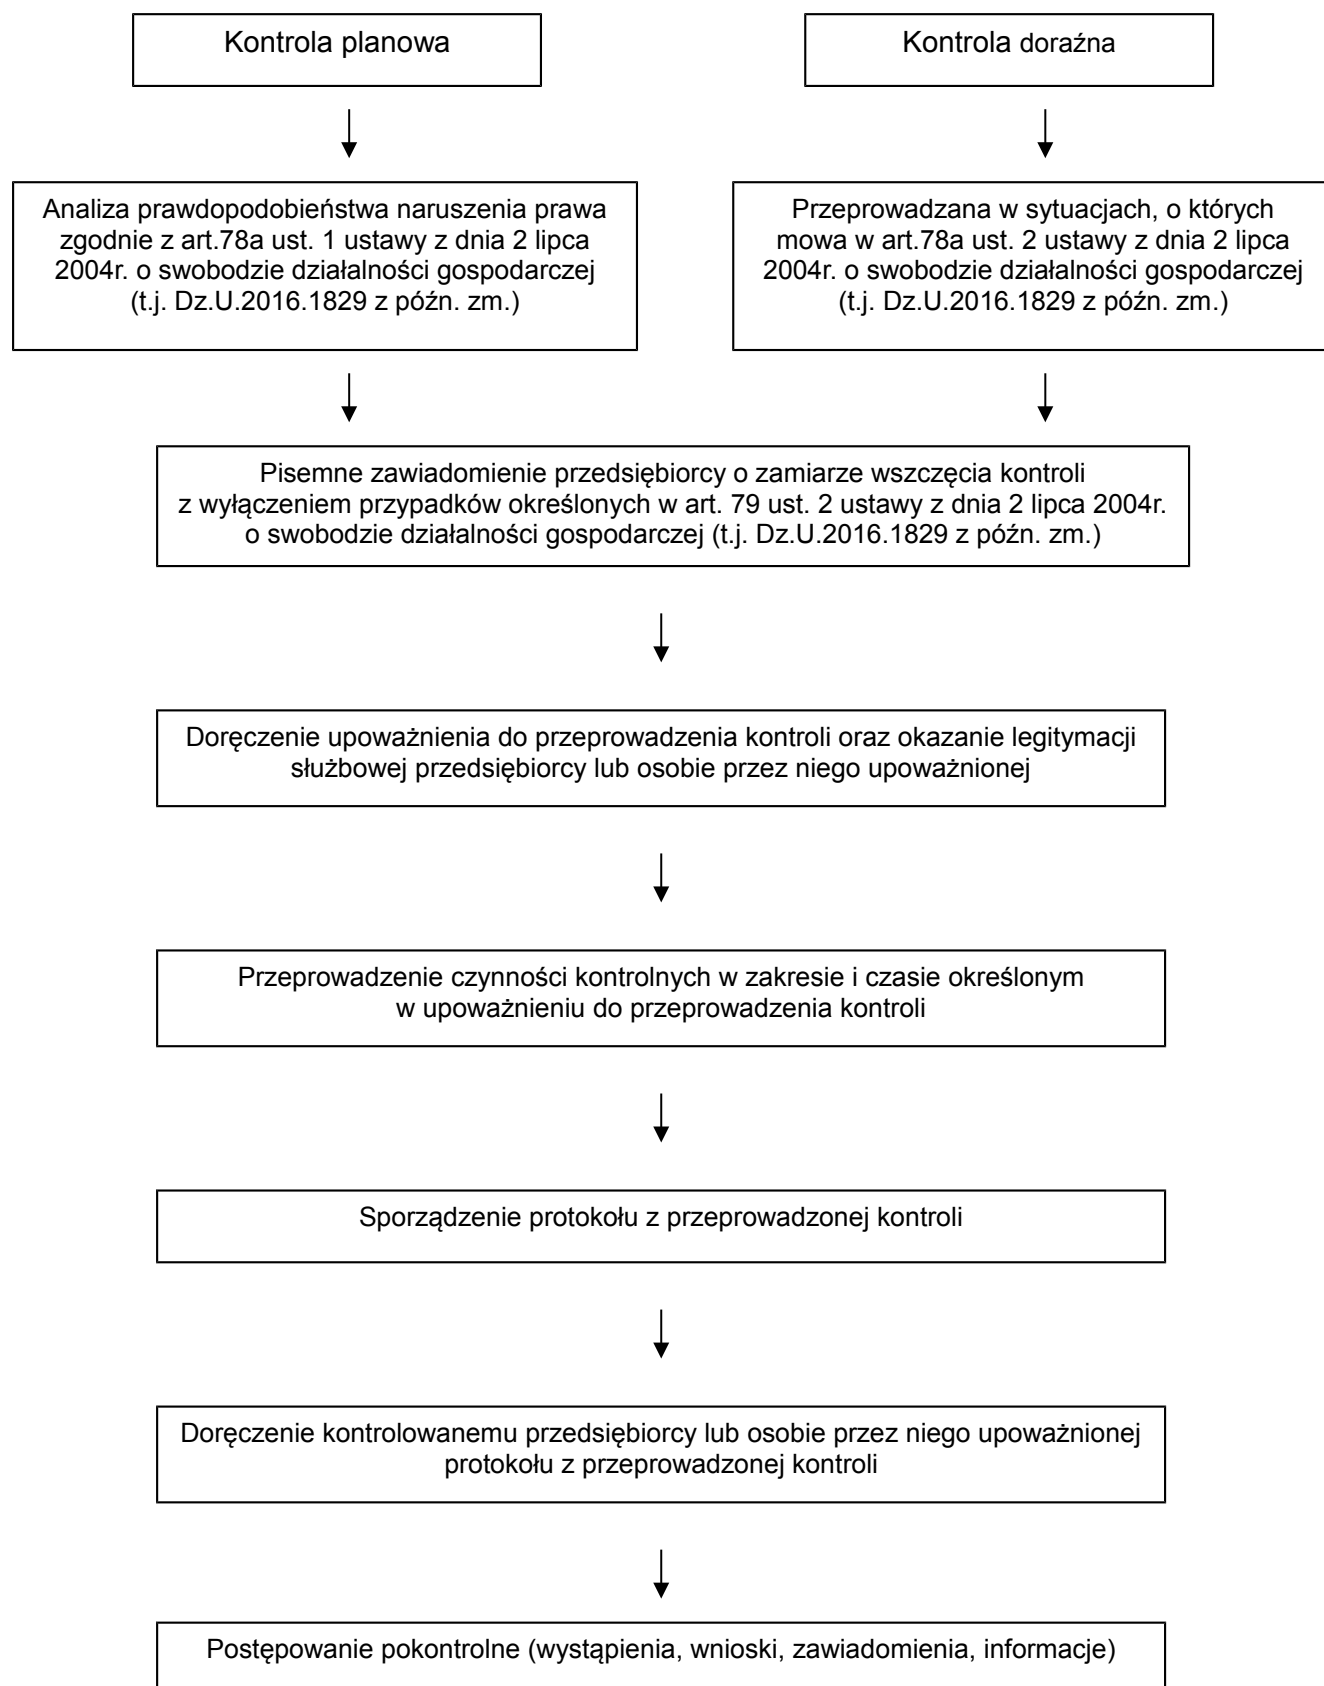 Kontrola planowa
Kontrola doraźna
Analiza prawdopodobieństwa naruszenia prawa
zgodnie z art.78a ust. 1 ustawy z dnia 2 lipca
2004r. o swobodzie działalności gospodarczej
(t.j. Dz.U.2016.1829 z późn. zm.)
Przeprowadzana w sytuacjach, o których
mowa w art.78a ust. 2 ustawy z dnia 2 lipca
2004r. o swobodzie działalności gospodarczej
(t.j. Dz.U.2016.1829 z późn. zm.)
Pisemne zawiadomienie przedsiębiorcy o zamiarze wszczęcia kontroli
z wyłączeniem przypadków określonych w art. 79 ust. 2 ustawy z dnia 2 lipca 2004r.
o swobodzie działalności gospodarczej (t.j. Dz.U.2016.1829 z późn. zm.)
Doręczenie upoważnienia do przeprowadzenia kontroli oraz okazanie legitymacji
służbowej przedsiębiorcy lub osobie przez niego upoważnionej
Przeprowadzenie czynności kontrolnych w zakresie i czasie określonym
w upoważnieniu do przeprowadzenia kontroli
Sporządzenie protokołu z przeprowadzonej kontroli
Doręczenie kontrolowanemu przedsiębiorcy lub osobie przez niego upoważnionej
protokołu z przeprowadzonej kontroli
Postępowanie pokontrolne (wystąpienia, wnioski, zawiadomienia, informacje)